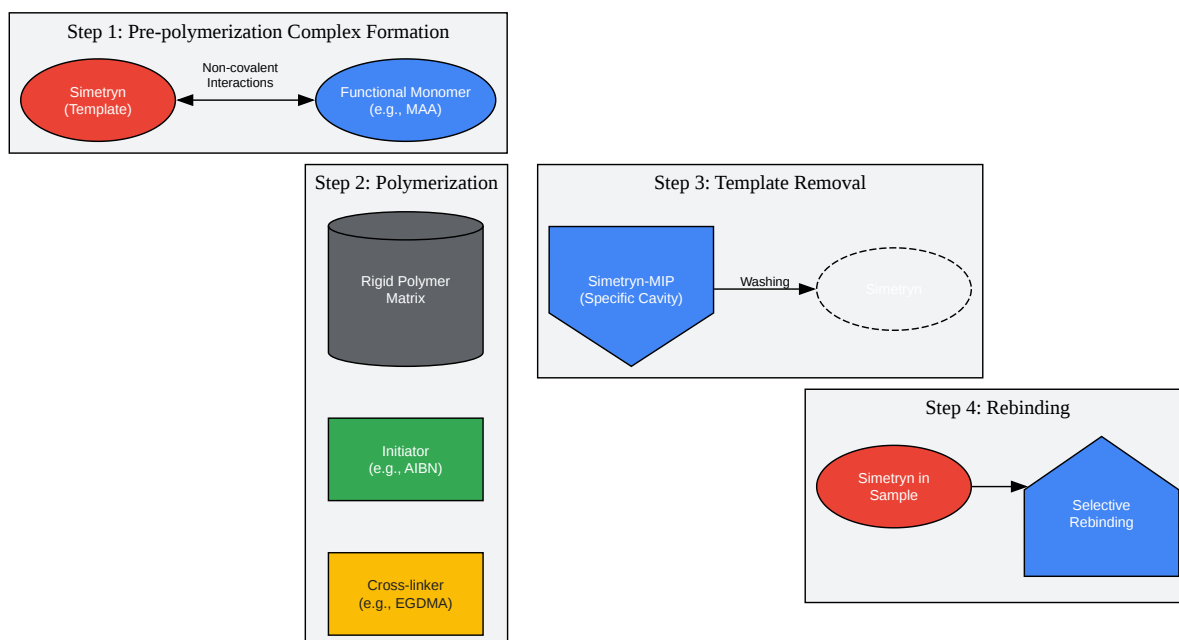 Step 1: Pre-polymerization Complex Formation
Non-covalent
Interactions
Simetryn
(Template)
Functional Monomer
(e.g., MAA)
Step 2: Polymerization
Rigid Polymer
Matrix
Initiator
(e.g., AIBN)
Cross-linker
(e.g., EGDMA)
Step 3: Template Removal
Simetryn-MIP
(Specific Cavity)
Washing
Simetryn
Step 4: Rebinding
Simetryn in
Sample
Selective
Rebinding